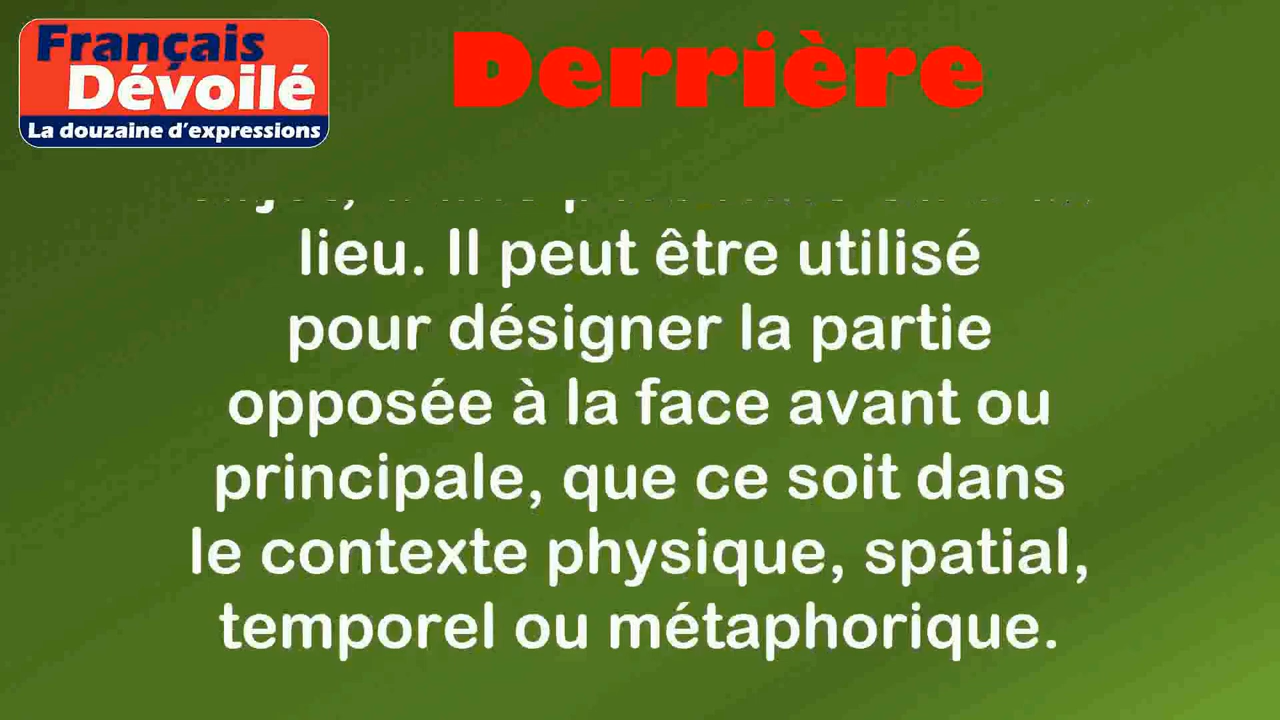 Français
Dévoilé
La douzaine d'expressions
Derrière
lieu. Il peut être utilisé
pour désigner la partie
opposée à la face avant ou
principale, que ce soit dans
le contexte physique, spatial,
temporel ou métaphorique.